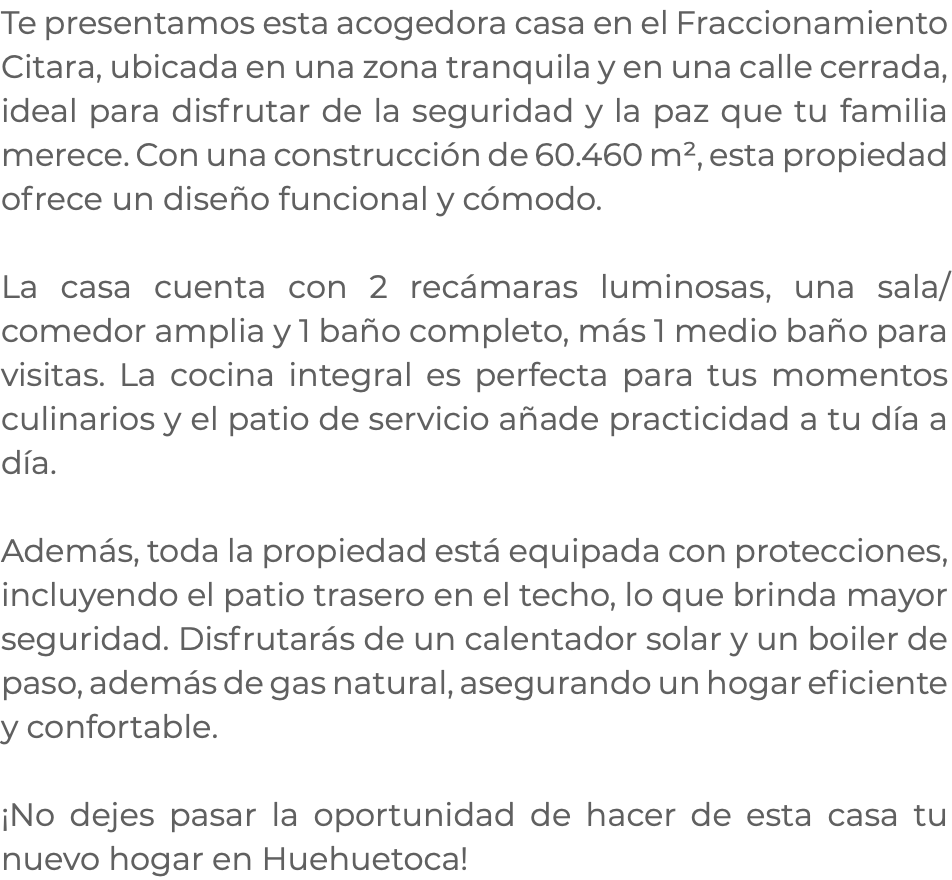 Te presentamos esta acogedora casa en el Fraccionamiento
Citara, ubicada en una zona tranquila y en una calle cerrada,
ideal para disfrutar de la seguridad y la paz que tu familia
merece. Con una construcción de 60.460 m², esta propiedad
ofrece un diseño funcional y cómodo.
La casa cuenta con 2 recámaras luminosas, una sala/
comedor amplia y 1 baño completo, más 1 medio baño para
visitas. La cocina integral es perfecta para tus momentos
culinarios y el patio de servicio añade practicidad a tu día a
día.
Además, toda la propiedad está equipada con protecciones,
incluyendo el patio trasero en el techo, lo que brinda mayor
seguridad. Disfrutarás de un calentador solar y un boiler de
paso, además de gas natural, asegurando un hogar eficiente
y confortable.
¡No dejes pasar la oportunidad de hacer de esta casa tu
nuevo hogar en Huehuetoca!